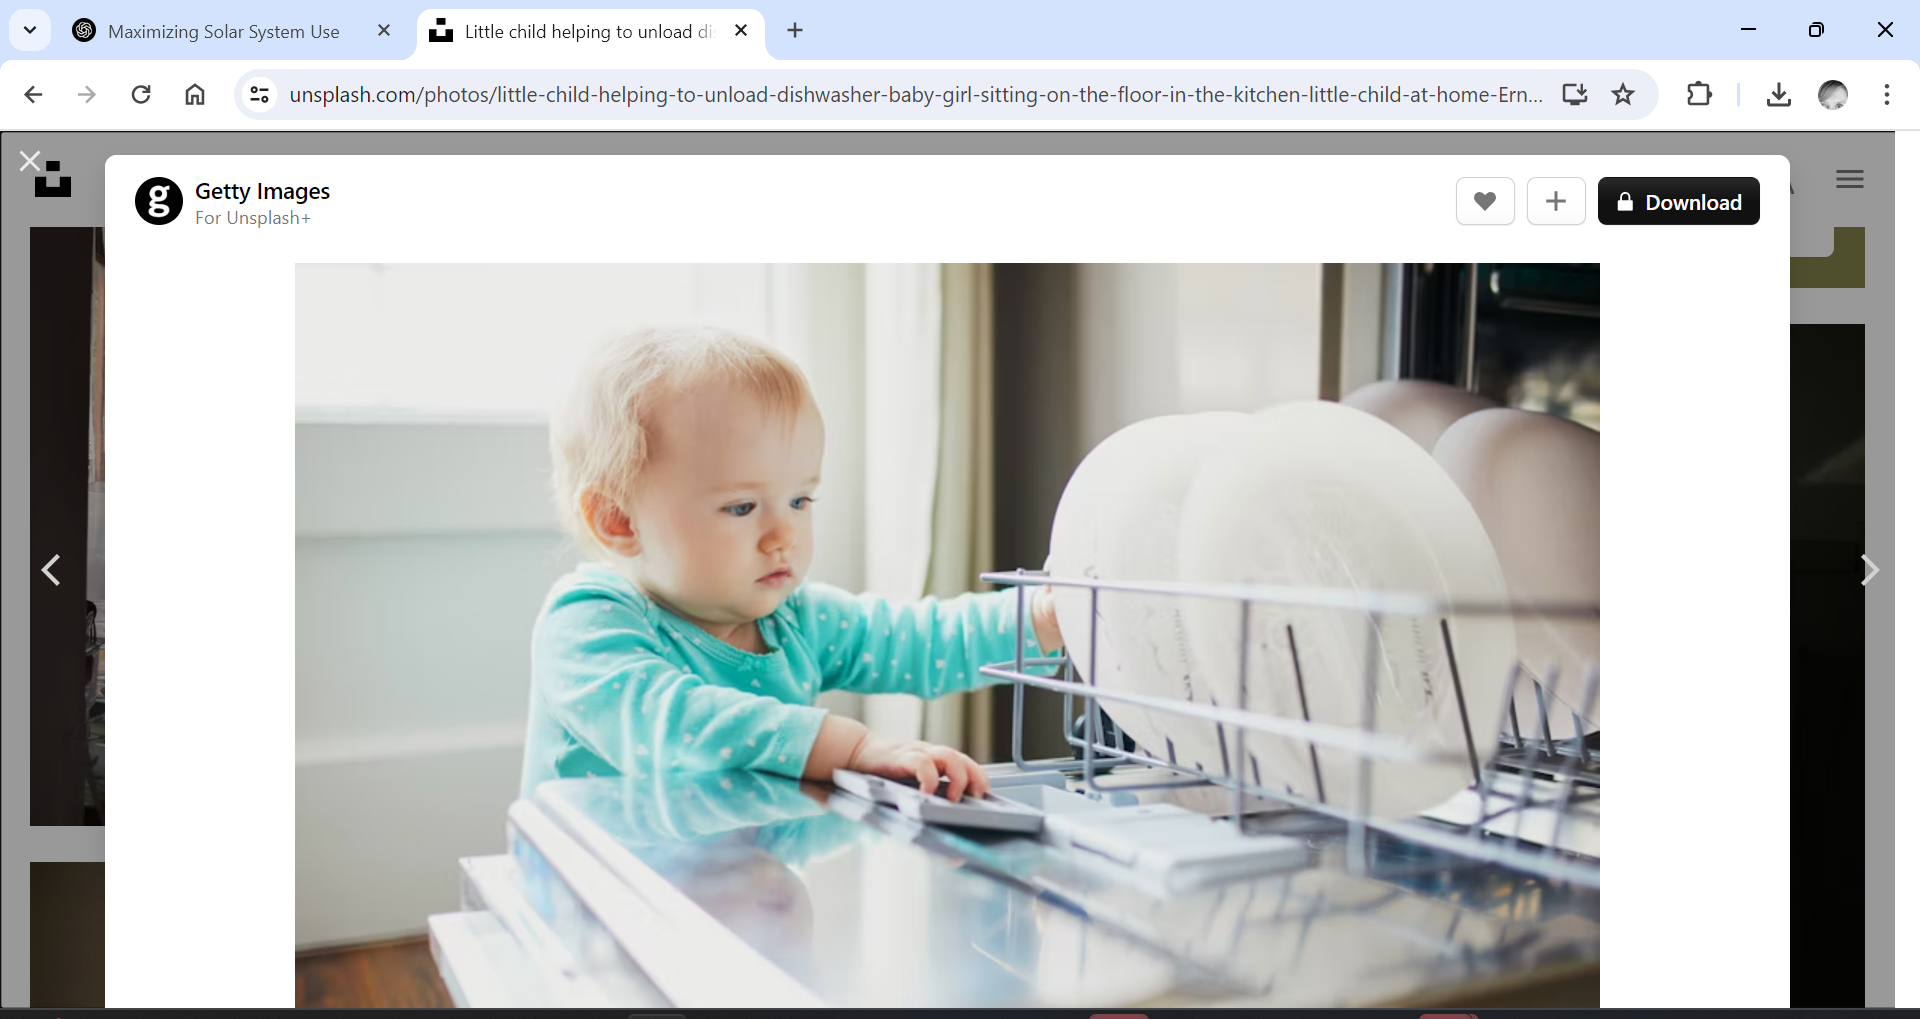 Maximizing Solar System Use
Little child helping to unload di
unsplash.com/photos/little-child-helping-to-unload-dishwasher-baby-girl-sitting-on-the-floor-in-the-kitchen-little-child-at-home-Ern...
g
Getty Images
For Unsplash+
Download